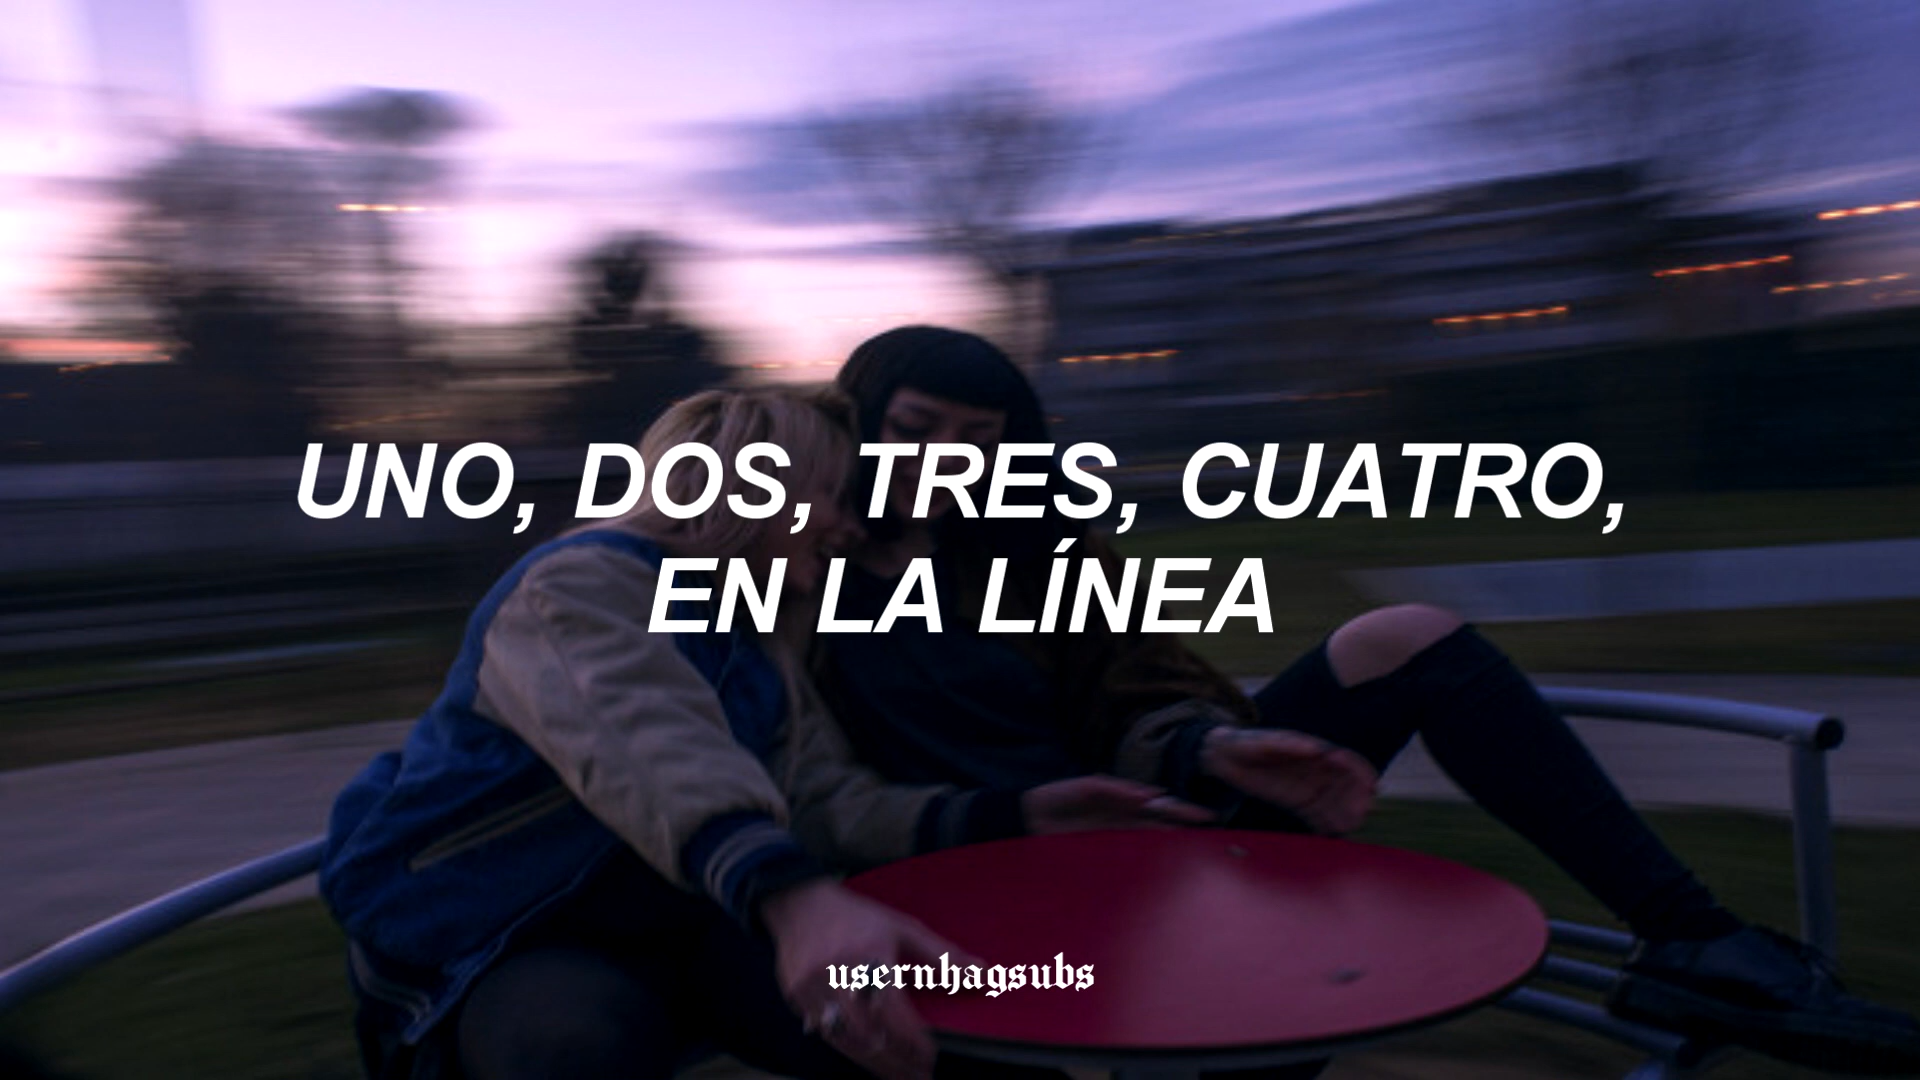 UNO, DOS, TRES, CUATRO,
EN LA LÍNEA
usernhagsubs